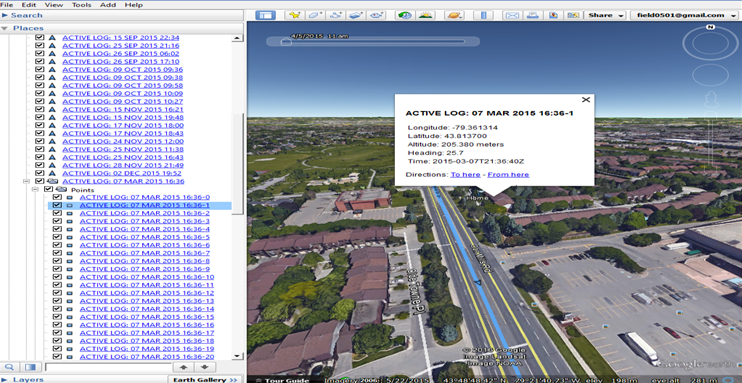 File Edit View Tools Add Help
Search
Share
field0501@gmail.com
Places
ACTIVE LOG: 15 SEP 2015 22:34
ACTIVE LOG: 25 SEP 2015 21:16
ACTIVE LOG: 26 SEP 2015 06:02
ACTIVE LOG: 26 SEP 2015 17:10
ACTIVE LOG: 09 OCT 2015 09:36
ACTIVE LOG: 09 OCT 2015 09:38
ACTIVE LOG: 09 OCT 2015 09:58
ACTIVE LOG: 09 OCT 2015 10:09
ACTIVE LOG: 09 OCT 2015 10:27
ACTIVE LOG: 15 NOV 2015 16:21
ACTIVE LOG: 15 NOV 2015 19:48
ACTIVE LOG: 17 NOV 2015 18:00
ACTIVE LOG: 17 NOV 2015 18:43
ACTIVE LOG: 24 NOV 2015 12:00
ACTIVE LOG: 25 NOV 2015 11:38
ACTIVE LOG: 25 NOV 2015 16:43
ACTIVE LOG: 28 NOV 2015 21:49
ACTIVE LOG: 02 DEC 2015 19:52
ACTIVE LOG: 07 MAR 2015 16:36
Points
ACTIVE LOG: 07 MAR 2015 16:36-0
ACTIVE LOG: 07 MAR 2015 16:36-1
ACTIVE LOG: 07 MAR 2015 16:36-2
ACTIVE LOG: 07 MAR 2015 16:36-3
ACTIVE LOG: 07 MAR 2015 16:36-4
ACTIVE LOG: 07 MAR 2015 16:36-5
ACTIVE LOG: 07 MAR 2015 16:36-6
ACTIVE LOG: 07 MAR 2015 16:36-7
ACTIVE LOG: 07 MAR 2015 16:36-8
ACTIVE LOG: 07 MAR 2015 16:36-9
ACTIVE LOG: 07 MAR 2015 16:36-10
ACTIVE LOG: 07 MAR 2015 16:36-11
ACTIVE LOG: 07 MAR 2015 16:36-12
ACTIVE LOG: 07 MAR 2015 16:36-13
ACTIVE LOG: 07 MAR 2015 16:36-14
ACTIVE LOG: 07 MAR 2015 16:36-15
ACTIVE LOG: 07 MAR 2015 16:36-16
ACTIVE LOG: 07 MAR 2015 16:36-17
ACTIVE LOG: 07 MAR 2015 16:36-18
ACTIVE LOG: 07 MAR 2015 16:36-19
ACTIVE LOG: 07 MAR 2015 16:36-20
Layers
Earth Gallery >>
4/5/2015 11 am
N
ACTIVE LOG: 07 MAR 2015 16:36-1
Longitude: -79.361314
Latitude: 43.813700
Altitude: 205.380 meters
Heading: 25.7
Time: 2015-03-07T21:36:40Z
Directions: To here - From here
Home
© 2016 Google
Image Landsat
Image NOAA
Google earth
Tour Guide
Imagery 2006: 5/22/2015 43°48'48.42" N 79°21'40.73" W elev 198 m eye alt 281 m